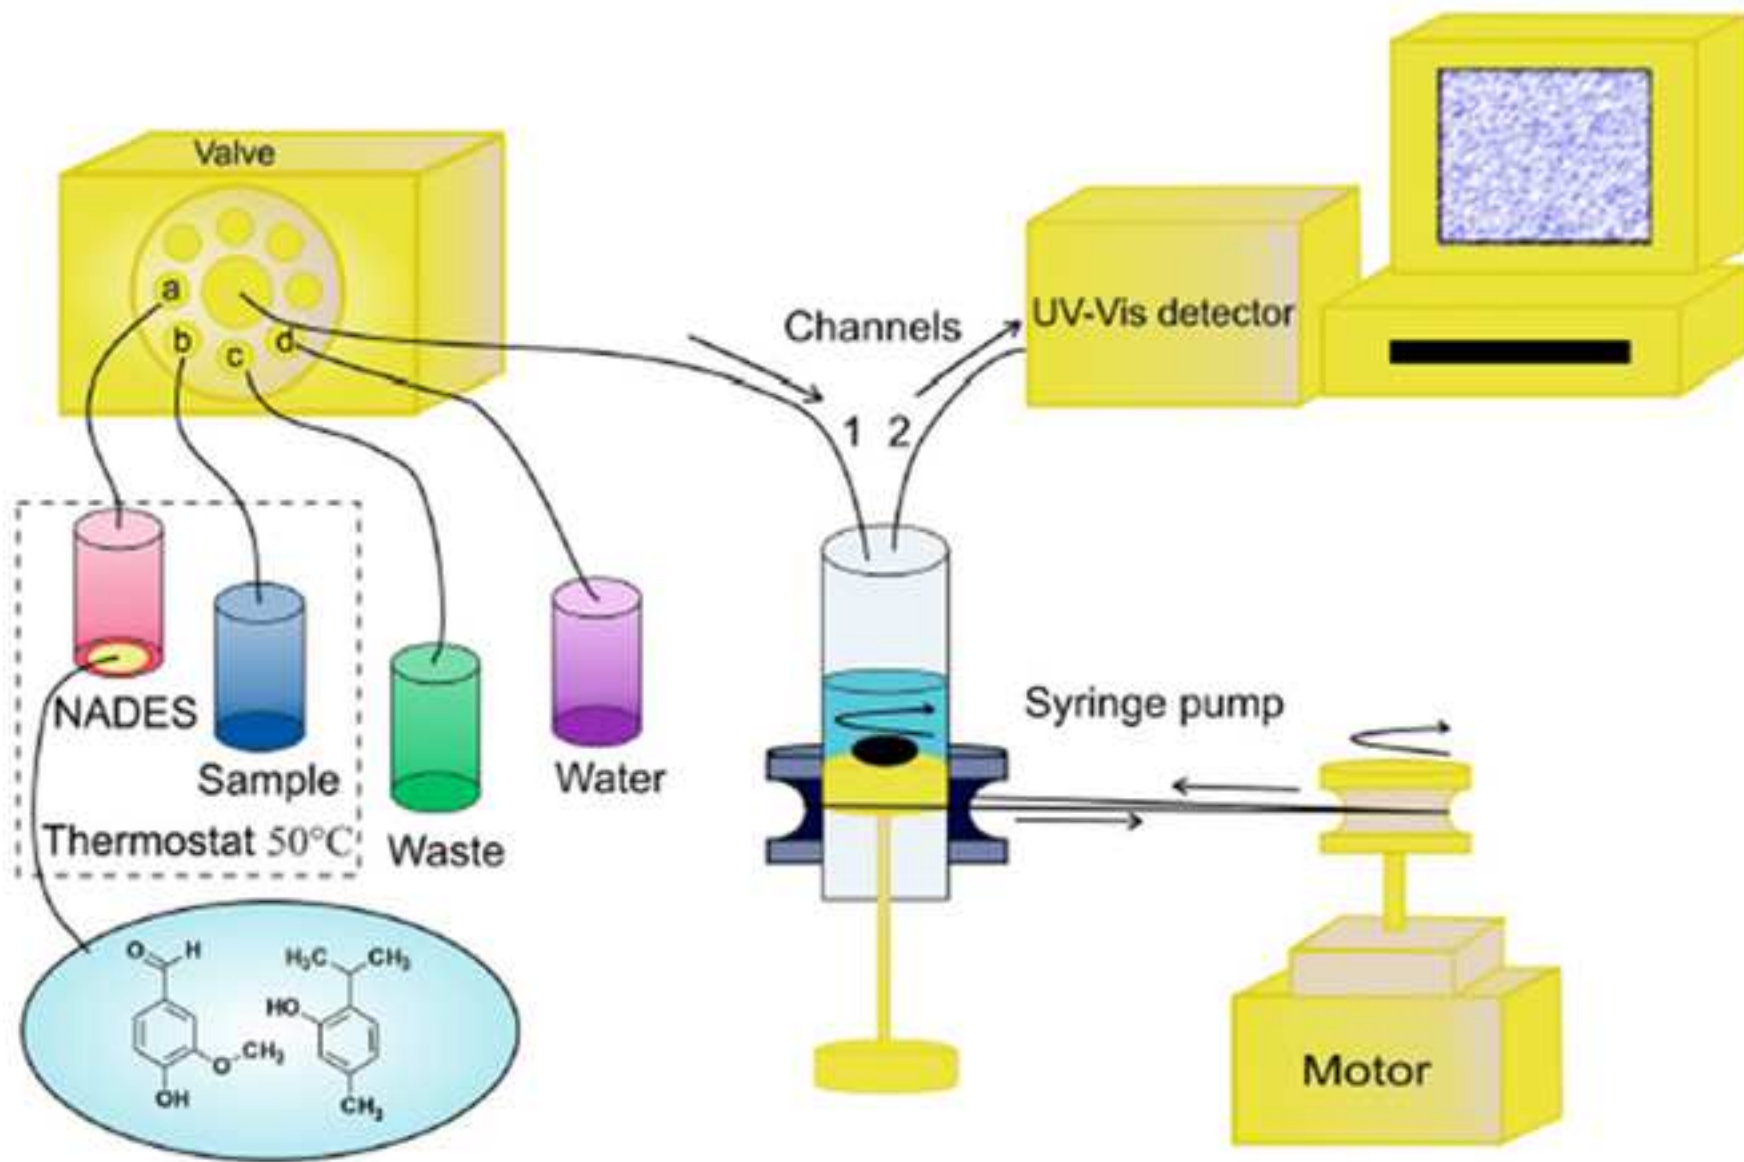 Valve
a
b
c
d
Channels
1 2
UV-Vis detector
NADES
Sample
Thermostat 50°C
Waste
Water
Syringe pump
Motor
O
H
O
CH₃
OH
H₃C
CH₃
HO
CH₃